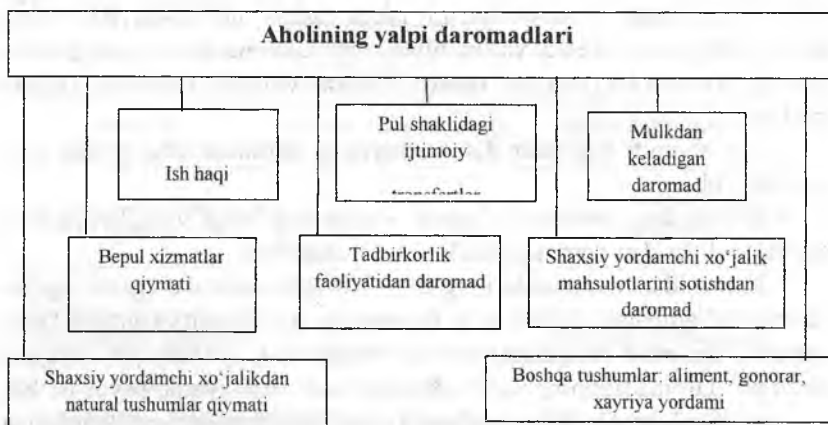 Aholining yalpi daromadlari
Ish haqi
Pul shaklidagi
ijtimoiy
Mulkdan
keladigan
daromad
Bepul xizmatlar
qiymati
Tadbirkorlik
faoliyatidan daromad
Shaxsiy yordamchi xo‘jalik
mahsulotlarini sotishdan
daromad
Shaxsiy yordamchi xo‘jalikdan
natural tushumlar qiymati
Boshqa tushumlar; aliment, gonorar,
xayriya yordami